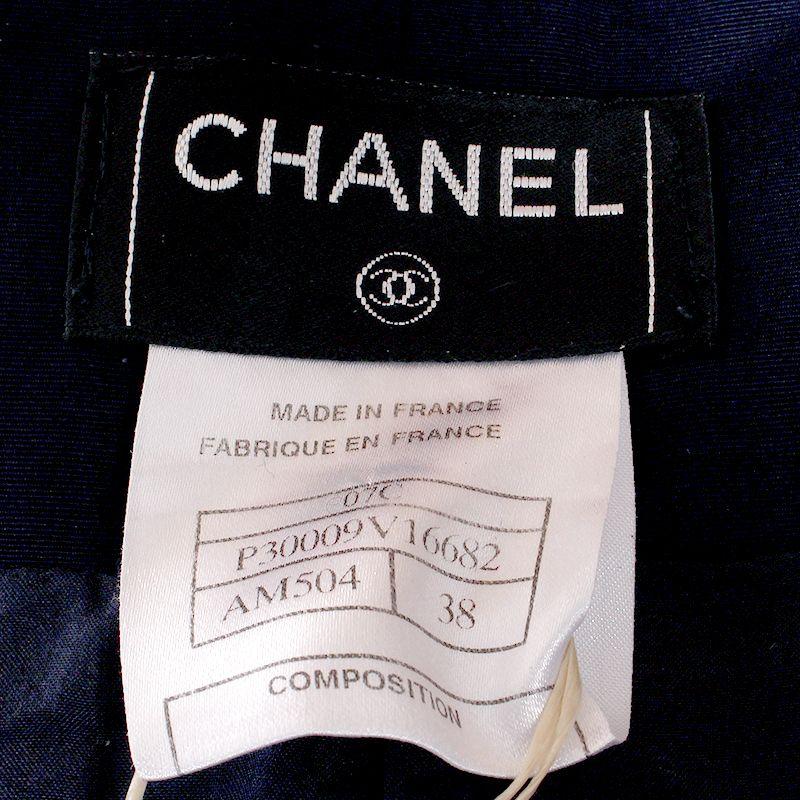 CHANEL
MADE IN FRANCE
FABRIQUE EN FRANCE
07C
P30009V16682
AM504 38
COMPOSITION